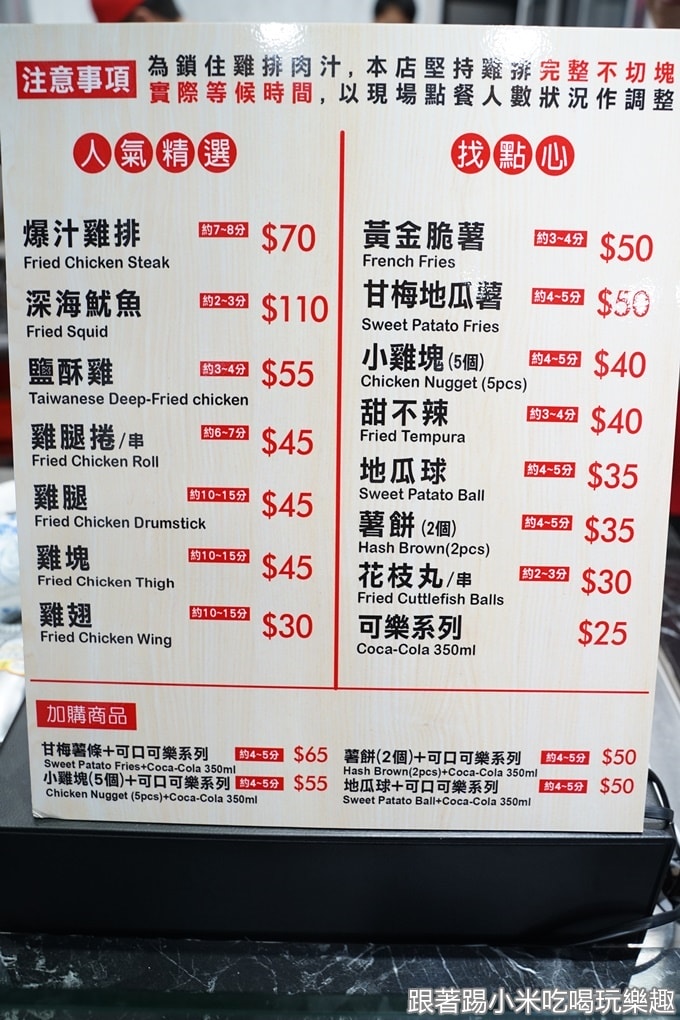 注意事項
為鎖住雞排肉汁,本店堅持雞排完整不切塊
實際等候時間,以現場點餐人數狀況作調整
人氣精選
爆汁雞排 約7~8分 $70
Fried Chicken Steak
深海魷魚 約2~3分 $110
Fried Squid
鹽酥雞 約3~4分 $55
Taiwanese Deep-Fried chicken
雞腿捲/串 約6~7分 $45
Fried Chicken Roll
雞腿 約10~15分 $45
Fried Chicken Drumstick
雞塊 約10~15分 $45
Fried Chicken Thigh
雞翅 約10~15分 $30
Fried Chicken Wing
找點心
黃金脆薯 約3~4分 $50
French Fries
甘梅地瓜薯 約4~5分 $50
Sweet Patato Fries
小雞塊(5個) 約4~5分 $40
Chicken Nugget (5pcs)
甜不辣 約3~4分 $40
Fried Tempura
地瓜球 約4~5分 $35
Sweet Patato Ball
薯餅(2個) 約4~5分 $35
Hash Brown(2pcs)
花枝丸/串 約2~3分 $30
Fried Cuttlefish Balls
可樂系列 $25
Coca-Cola 350ml
加購商品
甘梅薯條+可口可樂系列 約4~5分 $65
Sweet Patato Fries+Coca-Cola 350ml
小雞塊(5個)+可口可樂系列 約4~5分 $55
Chicken Nugget (5pcs)+Coca-Cola 350ml
薯餅(2個)+可口可樂系列 約4~5分 $50
Hash Brown(2pcs)+Coca-Cola 350ml
地瓜球+可口可樂系列 約4~5分 $50
Sweet Patato Ball+Coca-Cola 350ml
跟著踢小米吃喝玩樂趣